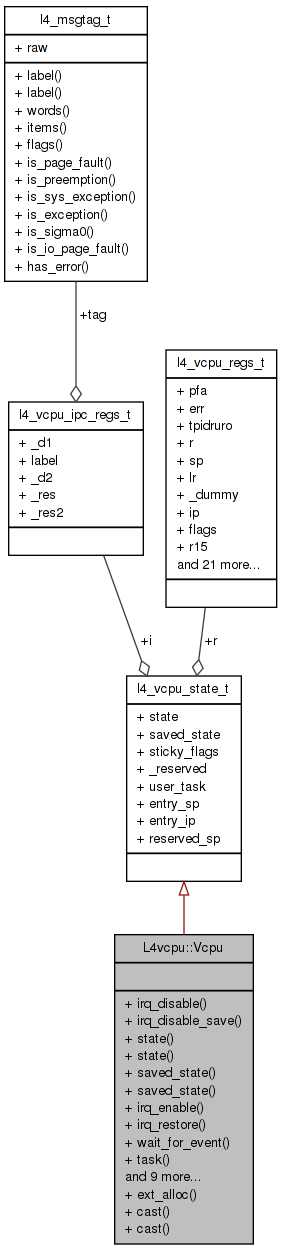 l4_msgtag_t
+ raw
+ label()
+ label()
+ words()
+ items()
+ flags()
+ is_page_fault()
+ is_preemption()
+ is_sys_exception()
+ is_exception()
+ is_sigma0()
+ is_io_page_fault()
+ has_error()
+tag
l4_vcpu_regs_t
+ pfa
+ err
+ tpidruro
+ r
+ sp
+ lr
+ _dummy
+ ip
+ flags
+ r15
and 21 more...
l4_vcpu_ipc_regs_t
+ _d1
+ label
+ _d2
+ _res
+ _res2
+i
+r
l4_vcpu_state_t
+ state
+ saved_state
+ sticky_flags
+ _reserved
+ user_task
+ entry_sp
+ entry_ip
+ reserved_sp
L4vcpu::Vcpu
+ irq_disable()
+ irq_disable_save()
+ state()
+ state()
+ saved_state()
+ saved_state()
+ irq_enable()
+ irq_restore()
+ wait_for_event()
+ task()
and 9 more...
+ ext_alloc()
+ cast()
+ cast()